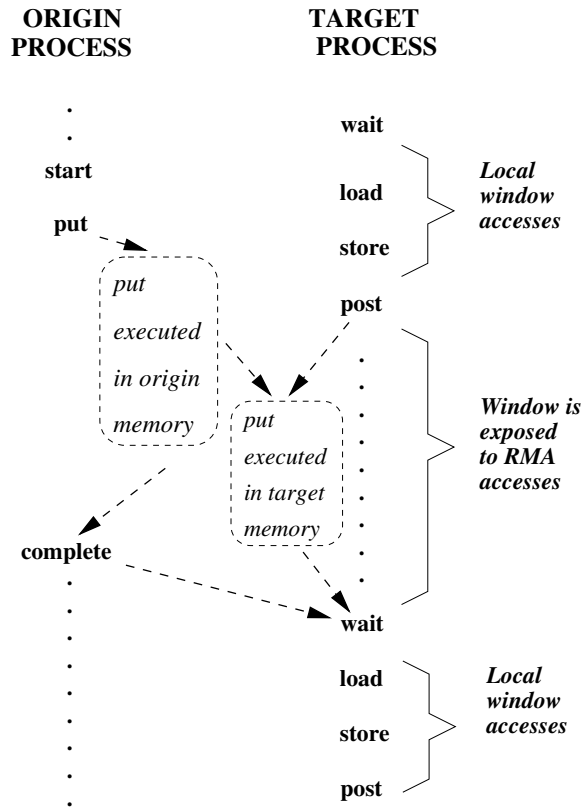 ORIGIN
PROCESS
TARGET
PROCESS
start
put
put
executed
in origin
memory
complete
wait
load
store
post
put
executed
in target
memory
wait
load
store
post
Local
window
accesses
Window is
exposed
to RMA
accesses
Local
window
accesses